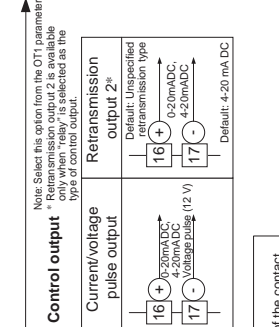 Note: Select this option from the OT1 parameter
Control output
* Retransmission output 2 is available
only when "relay" is selected as the
type of control output.
Current/voltage
pulse output
16
+
0-20mADC,
4-20mADC
17
-
Voltage pulse (12 V)
Retransmission
output 2*
Default: Unspecified
retransmission type
16
+
0-20mADC,
4-20mADC
17
-
Default: 4-20 mA DC
of the contact